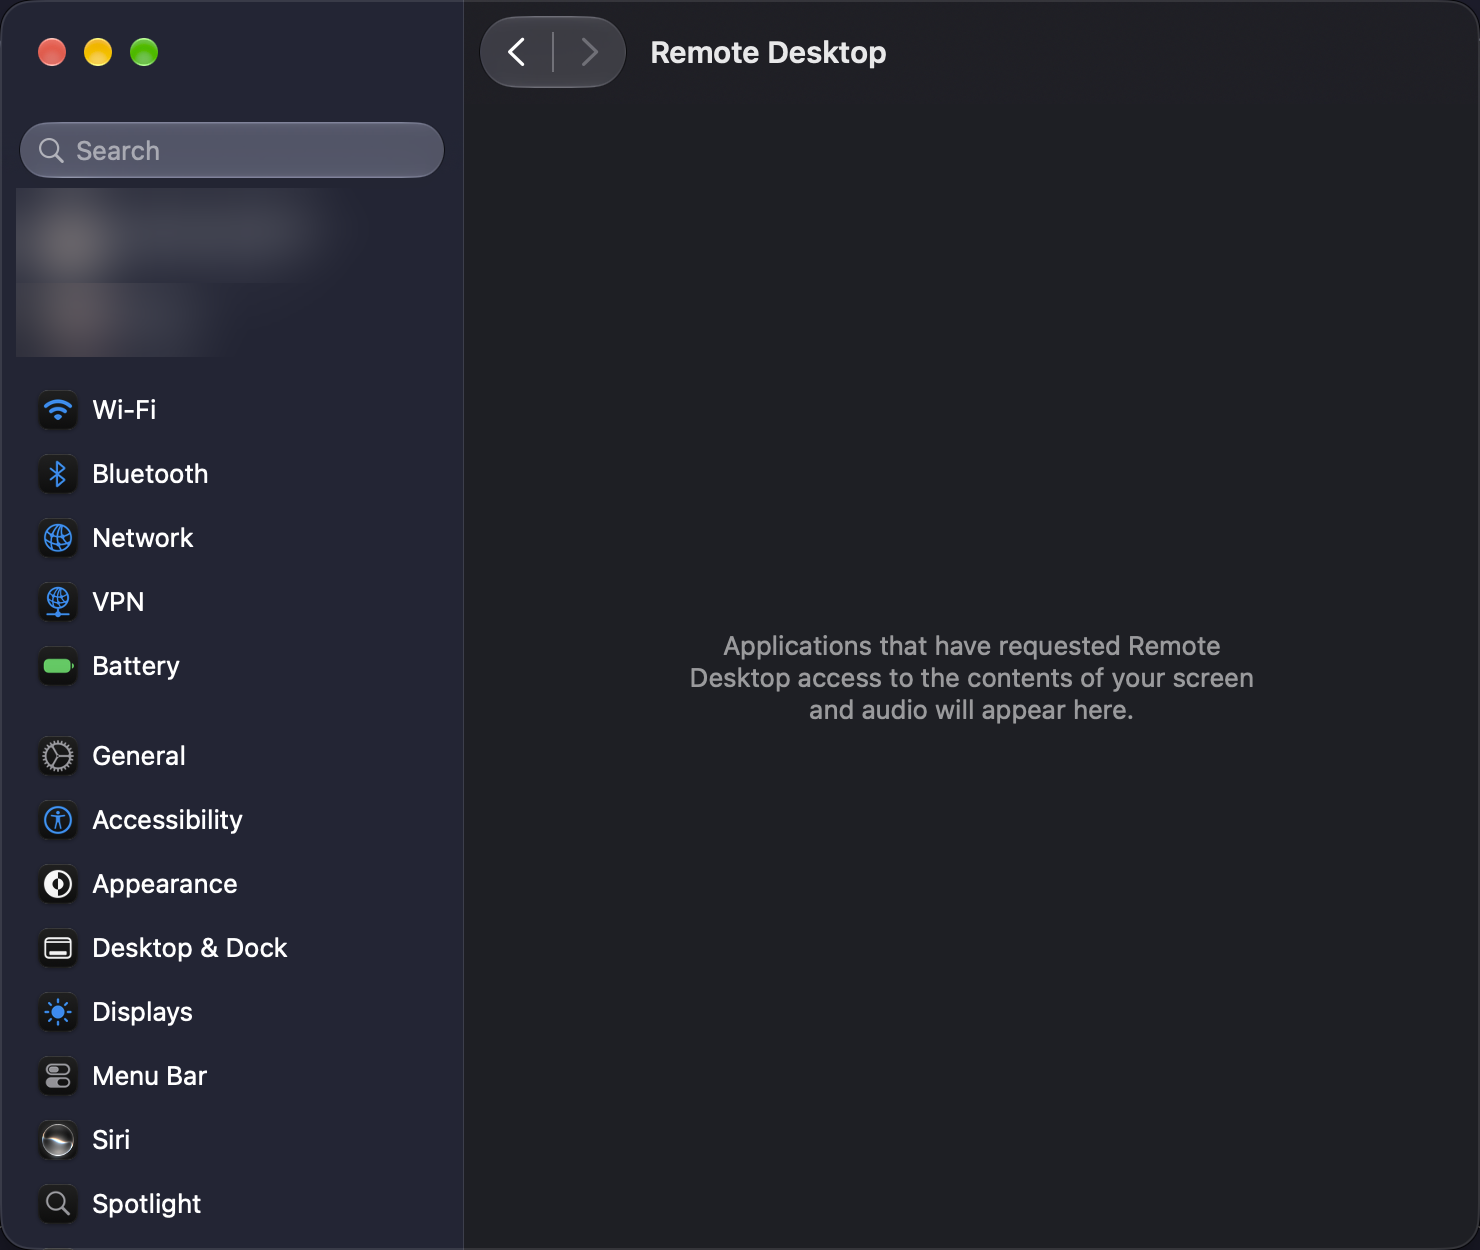 Remote Desktop
Search
Wi-Fi
Bluetooth
Network
VPN
Battery
General
Accessibility
Appearance
Desktop & Dock
Displays
Menu Bar
Siri
Spotlight
Applications that have requested Remote
Desktop access to the contents of your screen
and audio will appear here.